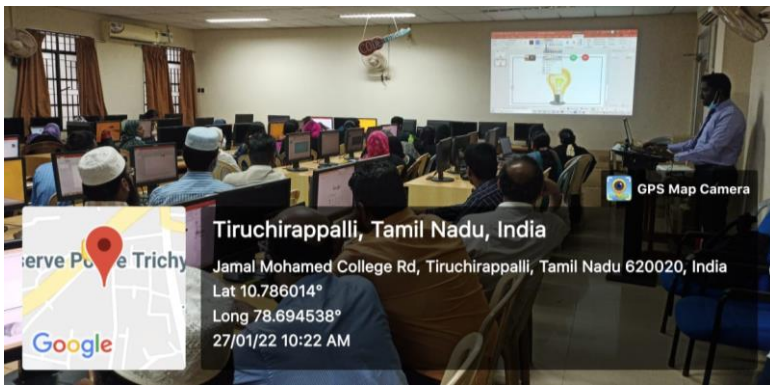 GPS Map Camera
Tiruchirappalli, Tamil Nadu, India
Jamal Mohamed College Rd, Tiruchirappalli, Tamil Nadu 620020, India
Lat 10.786014°
Long 78.694538°
27/01/22 10:22 AM
Trichy
Google